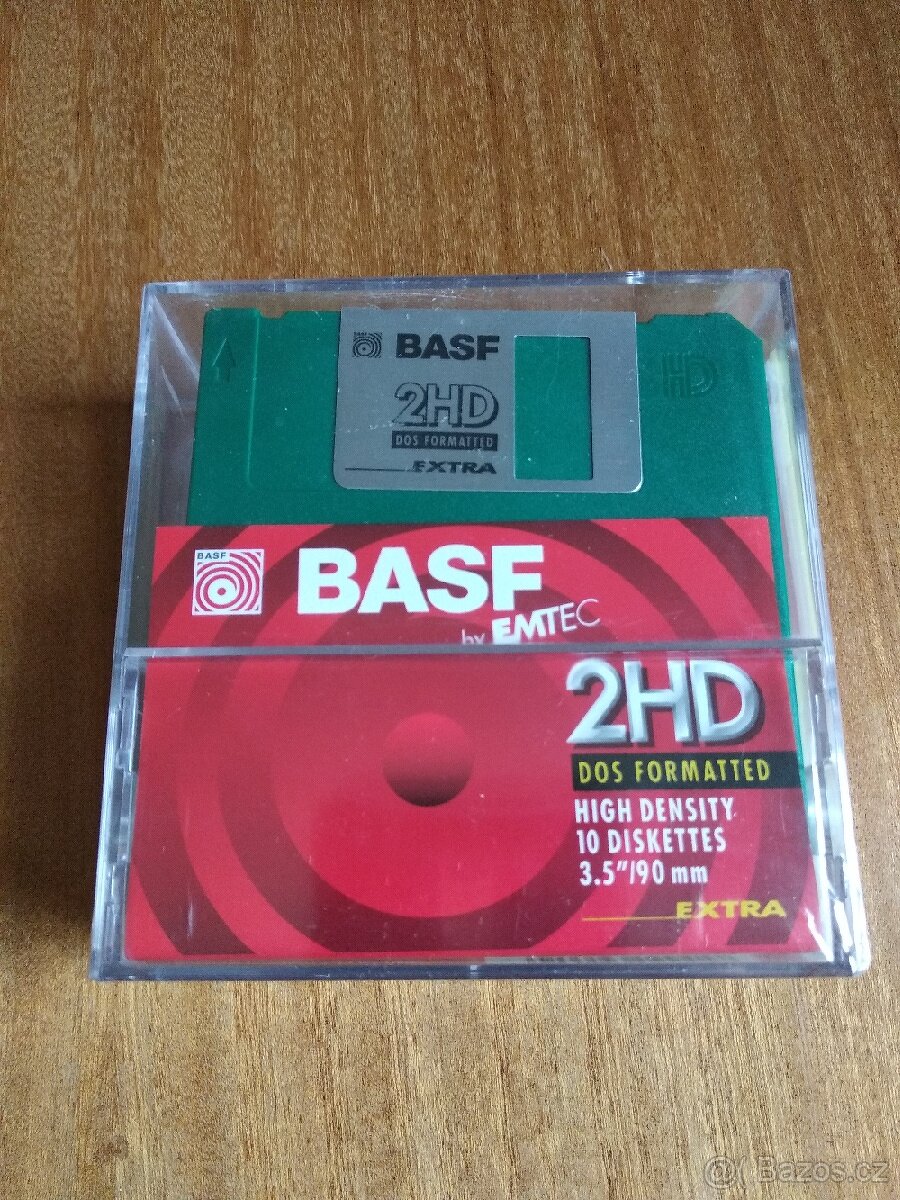 BASF
2HD
DOS FORMATTED
EXTRA
HD
BASF
BASF
by EMTEC
2HD
DOS FORMATTED
HIGH DENSITY
10 DISKETTES
3.5"/90 mm
EXTRA
Bazos.cz